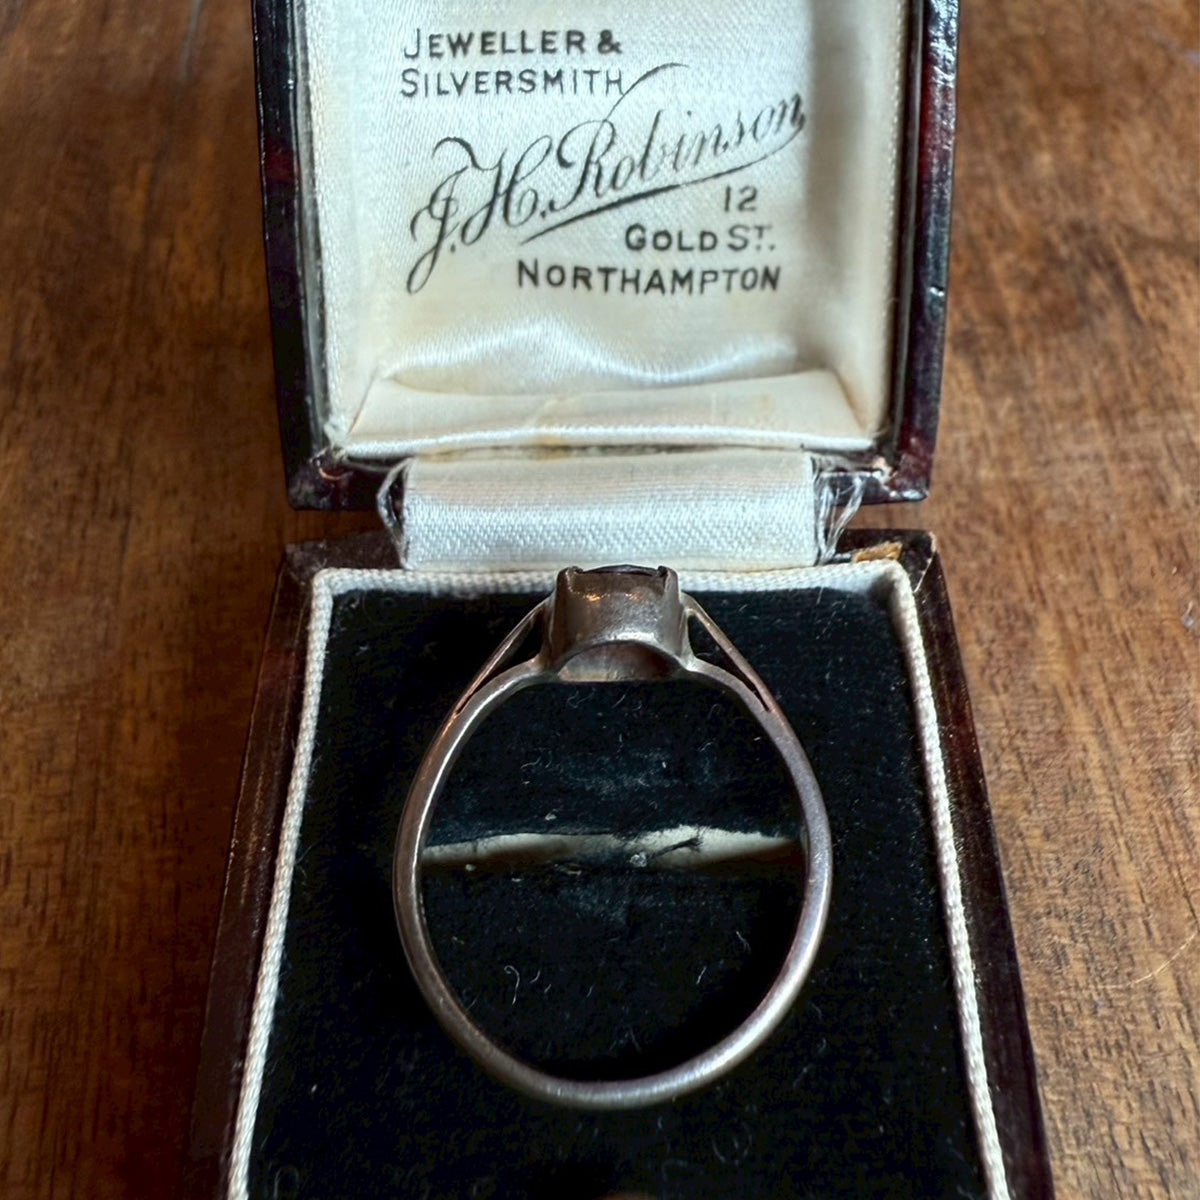 JEWELLER &
SILVERSMITH
J.H. Robinson
12
GOLD ST.
NORTHAMPTON